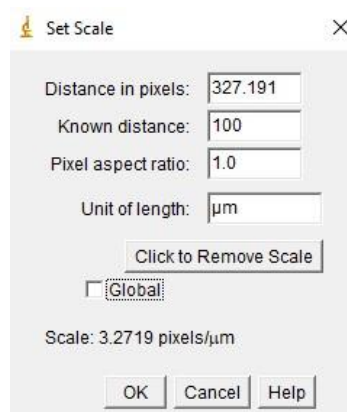 Set Scale
Distance in pixels: 327.191
Known distance: 100
Pixel aspect ratio: 1.0
Unit of length: µm
Click to Remove Scale
Global
Scale: 3.2719 pixels/µm
OK Cancel Help